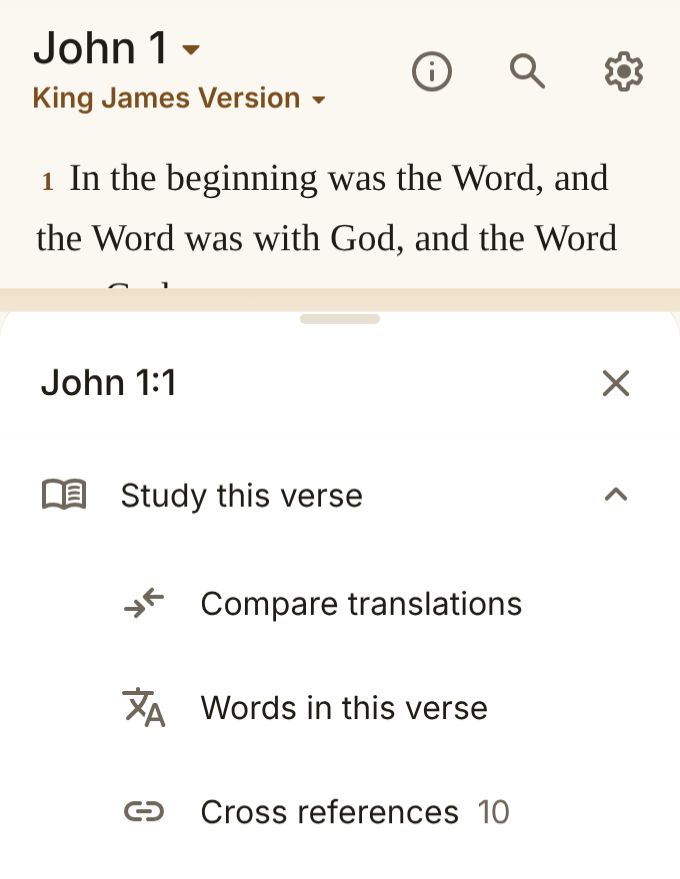 John 1
King James Version
1 In the beginning was the Word, and
the Word was with God, and the Word
John 1:1
Study this verse
Compare translations
Words in this verse
Cross references 10